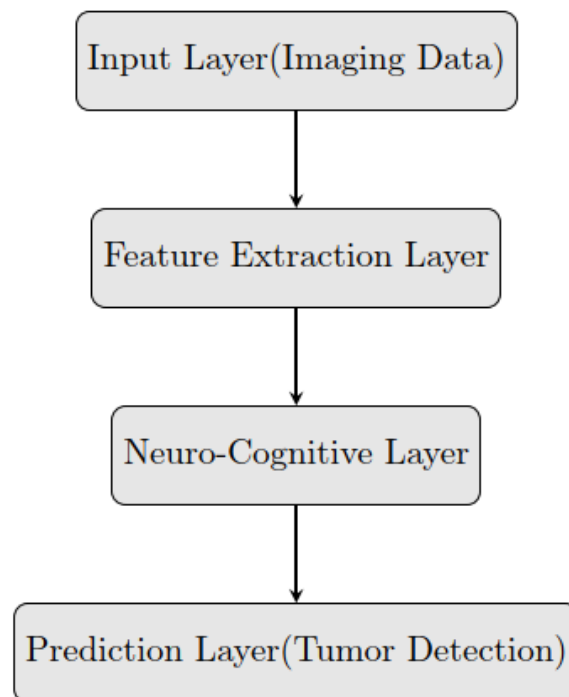 Input Layer(Imaging Data)
Feature Extraction Layer
Neuro-Cognitive Layer
Prediction Layer(Tumor Detection)